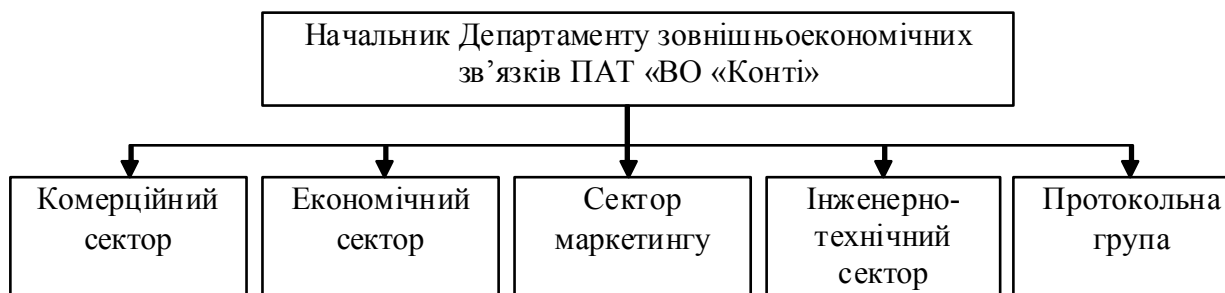 Начальник Департаменту зовнішньоекономічних
зв’язків ПАТ «ВО «Конті»
Комерційний
сектор
Економічний
сектор
Сектор
маркетингу
Інженерно-
технічний
сектор
Протокольна
група